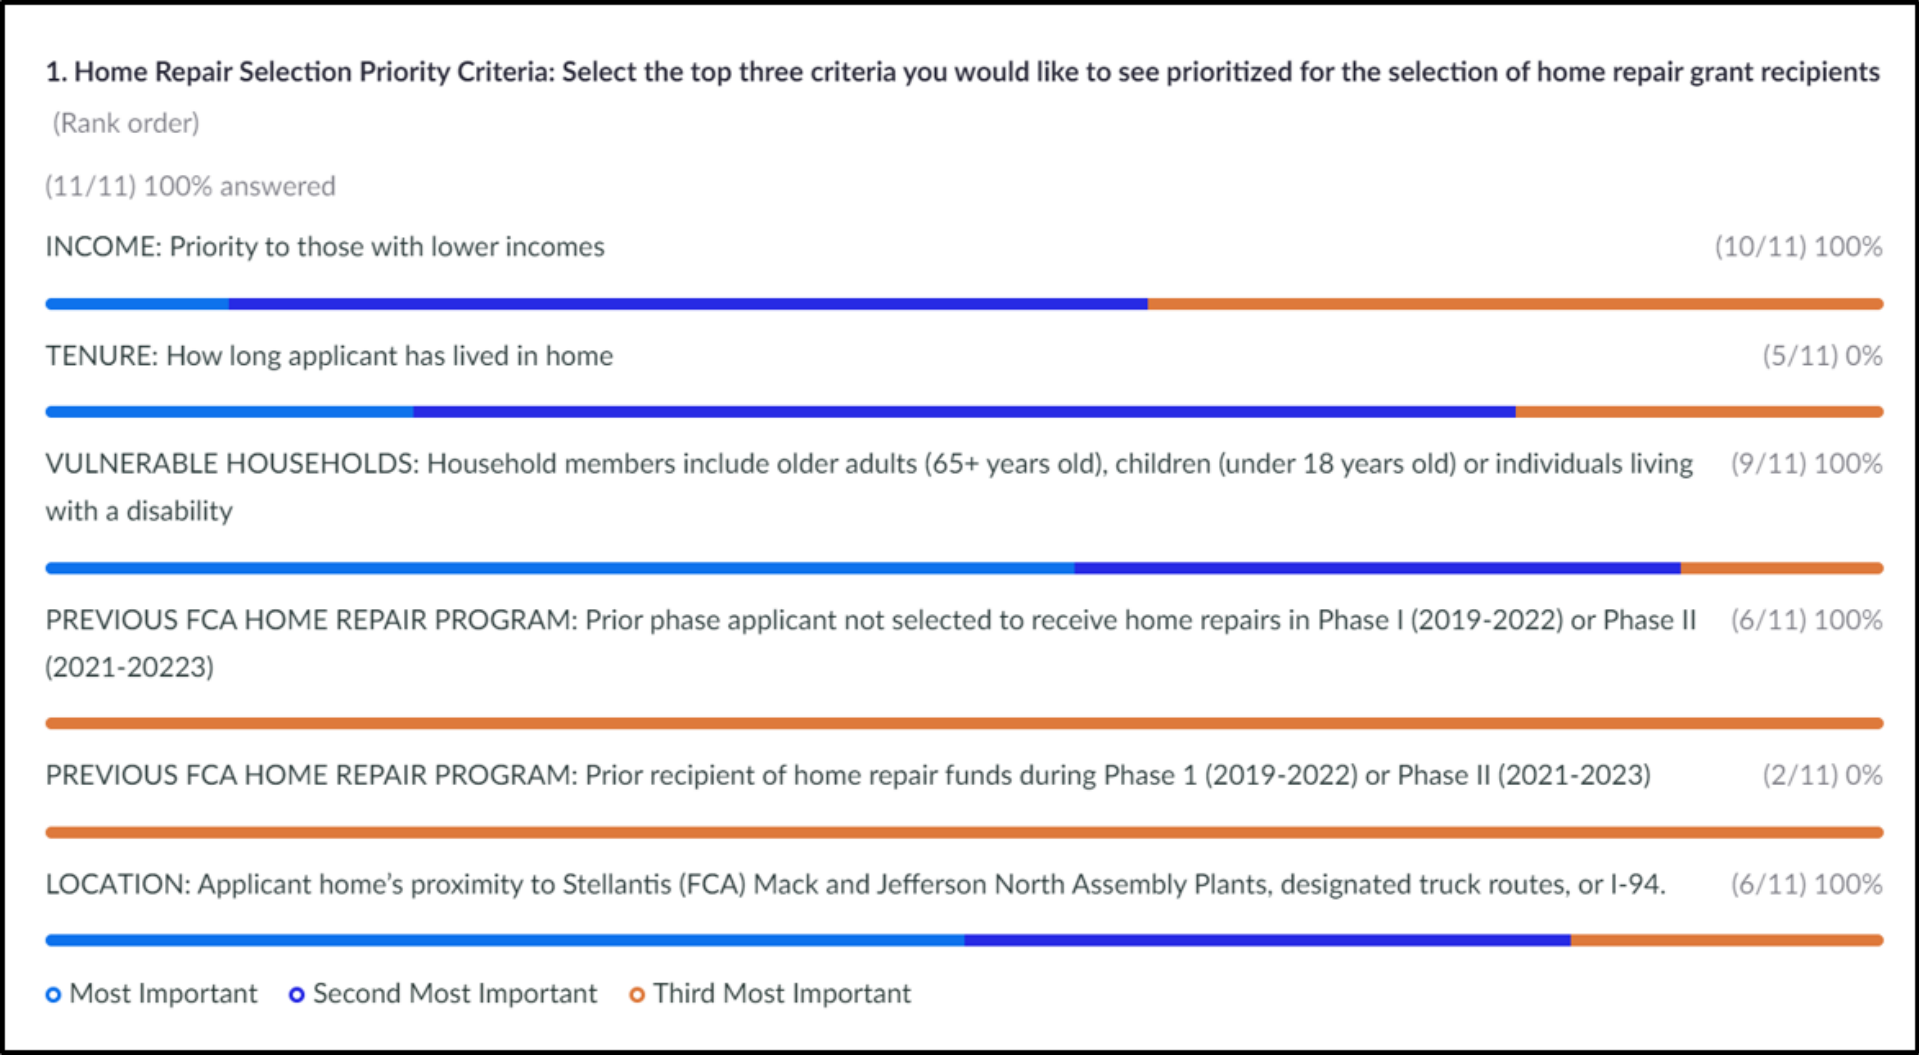 1. Home Repair Selection Priority Criteria: Select the top three criteria you would like to see prioritized for the selection of home repair grant recipients
(Rank order)
(11/11) 100% answered
INCOME: Priority to those with lower incomes (10/11) 100%
TENURE: How long applicant has lived in home (5/11) 0%
VULNERABLE HOUSEHOLDS: Household members include older adults (65+ years old), children (under 18 years old) or individuals living (9/11) 100%
with a disability
PREVIOUS FCA HOME REPAIR PROGRAM: Prior phase applicant not selected to receive home repairs in Phase I (2019-2022) or Phase II (6/11) 100%
(2021-20223)
PREVIOUS FCA HOME REPAIR PROGRAM: Prior recipient of home repair funds during Phase 1 (2019-2022) or Phase II (2021-2023) (2/11) 0%
LOCATION: Applicant home’s proximity to Stellantis (FCA) Mack and Jefferson North Assembly Plants, designated truck routes, or I-94. (6/11) 100%
Most Important Second Most Important Third Most Important